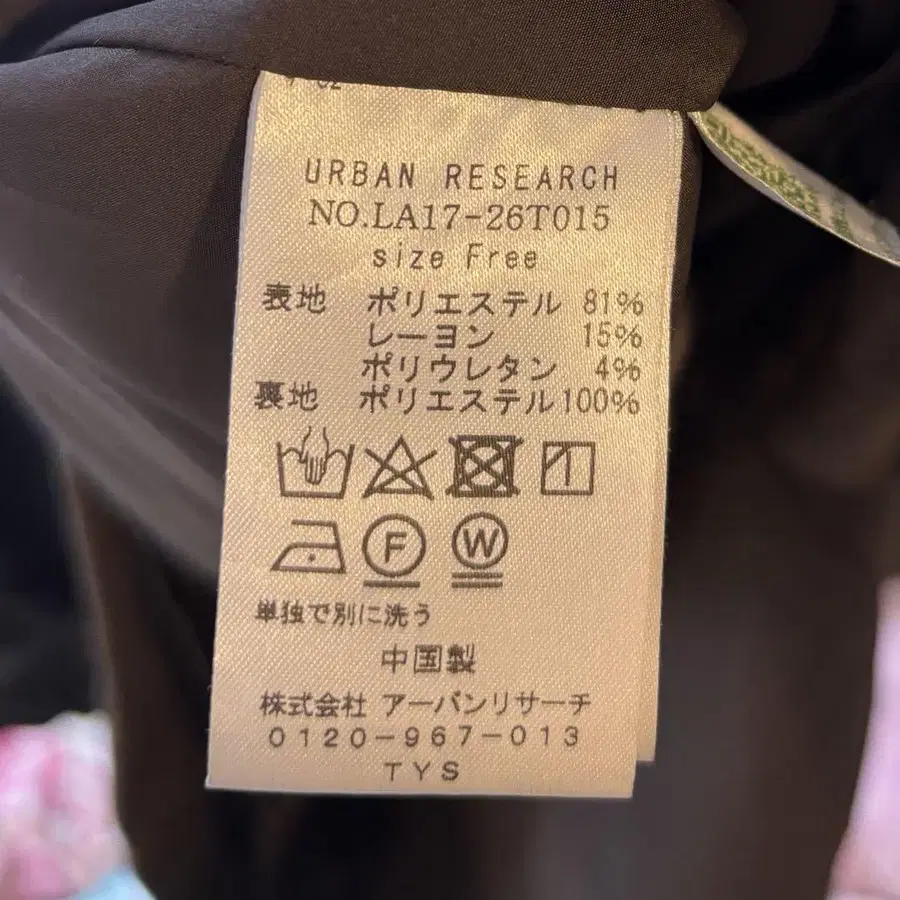 URBAN RESEARCH
NO.LA17-26T015
size Free
表地 ポリエステル 81%
レーヨン 15%
ポリウレタン 4%
裏地 ポリエステル100%
F W
単独で別に洗う
中国製
株式会社 アーバンリサーチ
0120-967-013
TYS